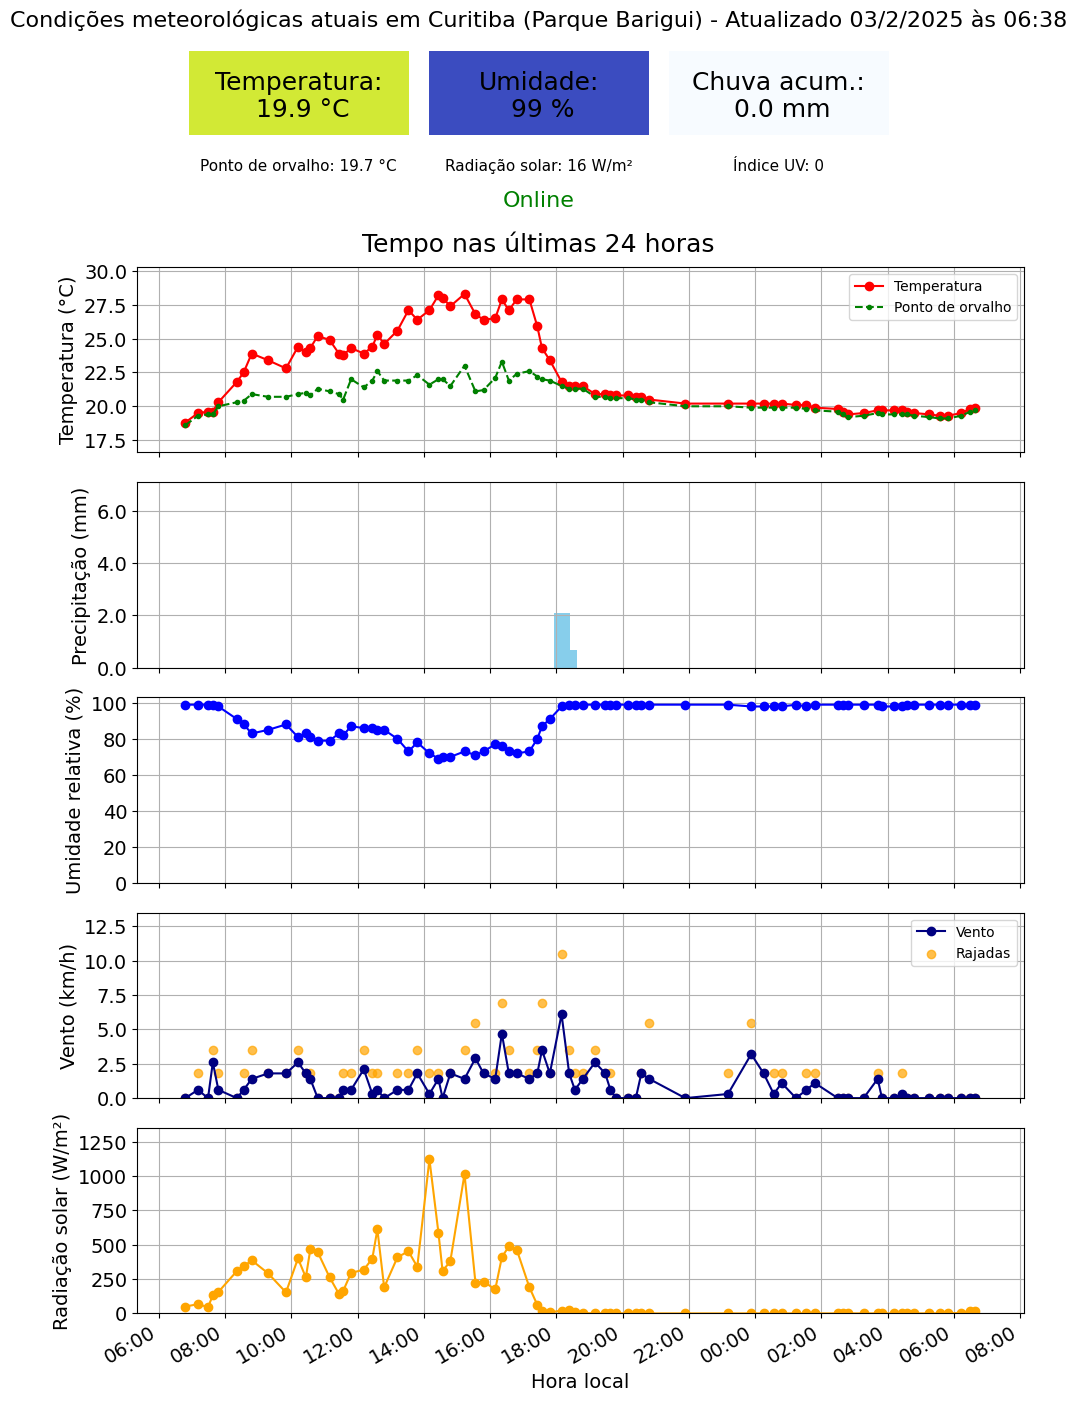 Condições meteorológicas atuais em Curitiba (Parque Barigui) - Atualizado 03/2/2025 às 06:38
Temperatura:
19.9 °C
Umidade:
99 %
Chuva acum.:
0.0 mm
Ponto de orvalho: 19.7 °C
Radiação solar: 16 W/m²
Índice UV: 0
Online
Tempo nas últimas 24 horas
Temperatura (°C)
30.0
27.5
25.0
22.5
20.0
17.5
Temperatura
Ponto de orvalho
Precipitação (mm)
6.0
4.0
2.0
0.0
Umidade relativa (%)
100
80
60
40
20
0
Vento (km/h)
12.5
10.0
7.5
5.0
2.5
0.0
Vento
Rajadas
Radiação solar (W/m²)
1250
1000
750
500
250
0
06:00
08:00
10:00
12:00
14:00
16:00
18:00
20:00
22:00
00:00
02:00
04:00
06:00
08:00
Hora local